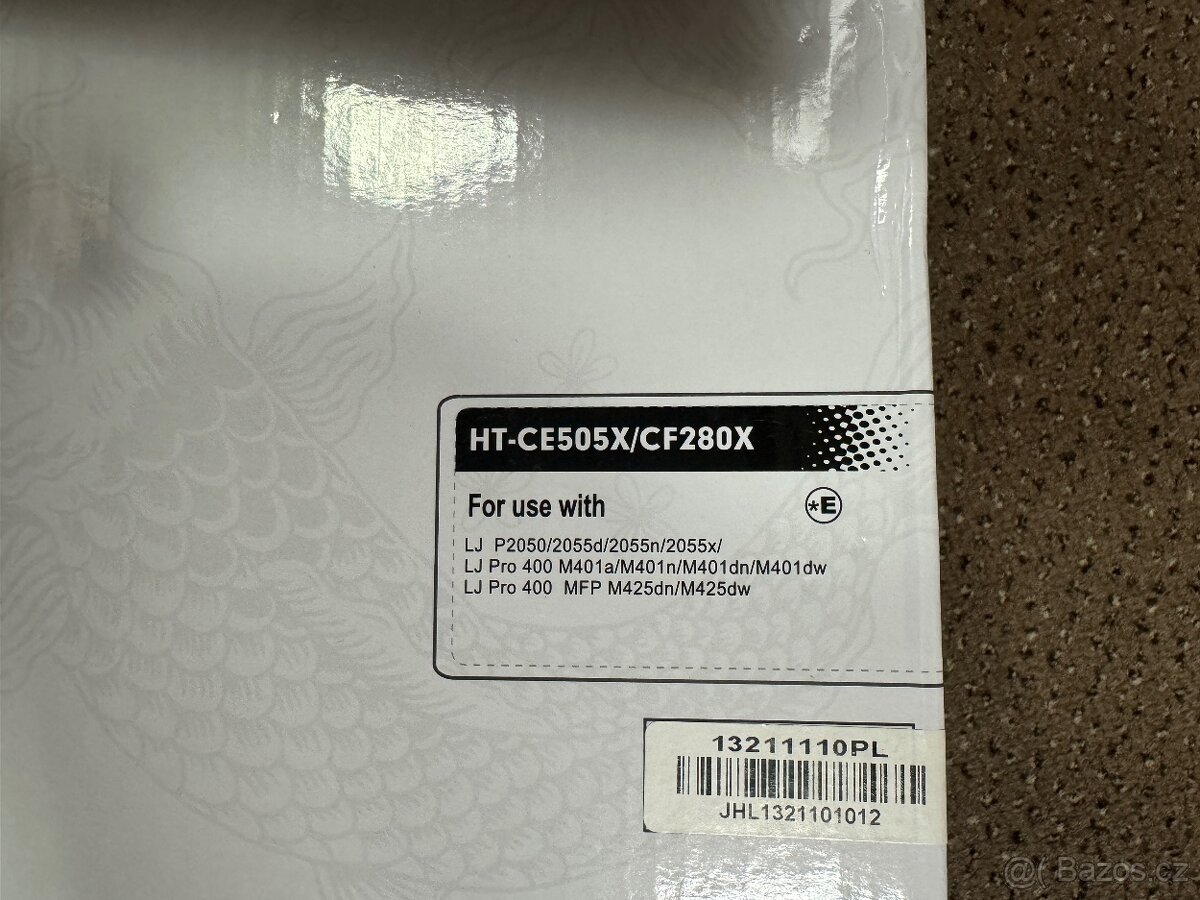 HT-CE505X/CF280X
For use with
*E
LJ P2050/2055d/2055n/2055x/
LJ Pro 400 M401a/M401n/M401dn/M401dw
LJ Pro 400 MFP M425dn/M425dw
13211110PL
JHL1321101012
@( Bazos.cz